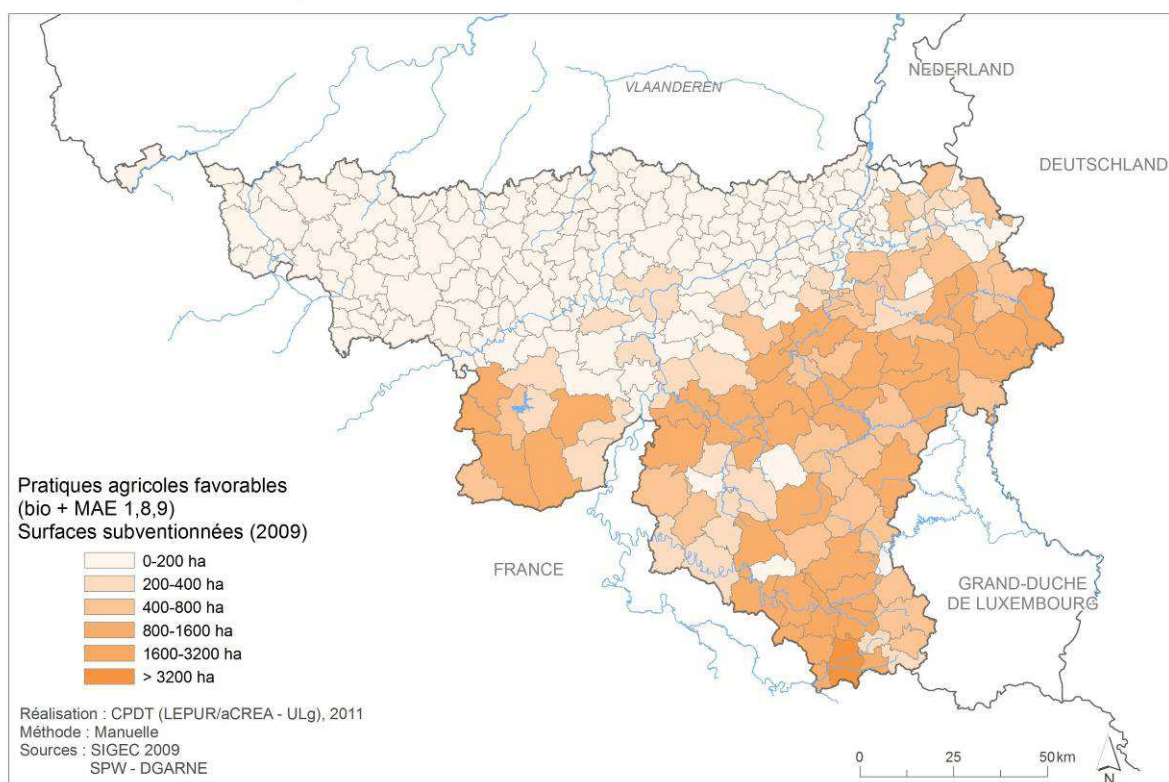 NEDERLAND
VLAANDEREN
DEUTSCHLAND
Pratiques agricoles favorables
(bio + MAE 1,8,9)
Surfaces subventionnées (2009)
0-200 ha
200-400 ha
400-800 ha
800-1600 ha
1600-3200 ha
> 3200 ha
FRANCE
GRAND-DUCHE
DE LUXEMBOURG
Réalisation : CPDT (LEPUR/aCREA - ULg), 2011
Méthode : Manuelle
Sources : SIGEC 2009
SPW - DGARNE
0 25 50 km
N